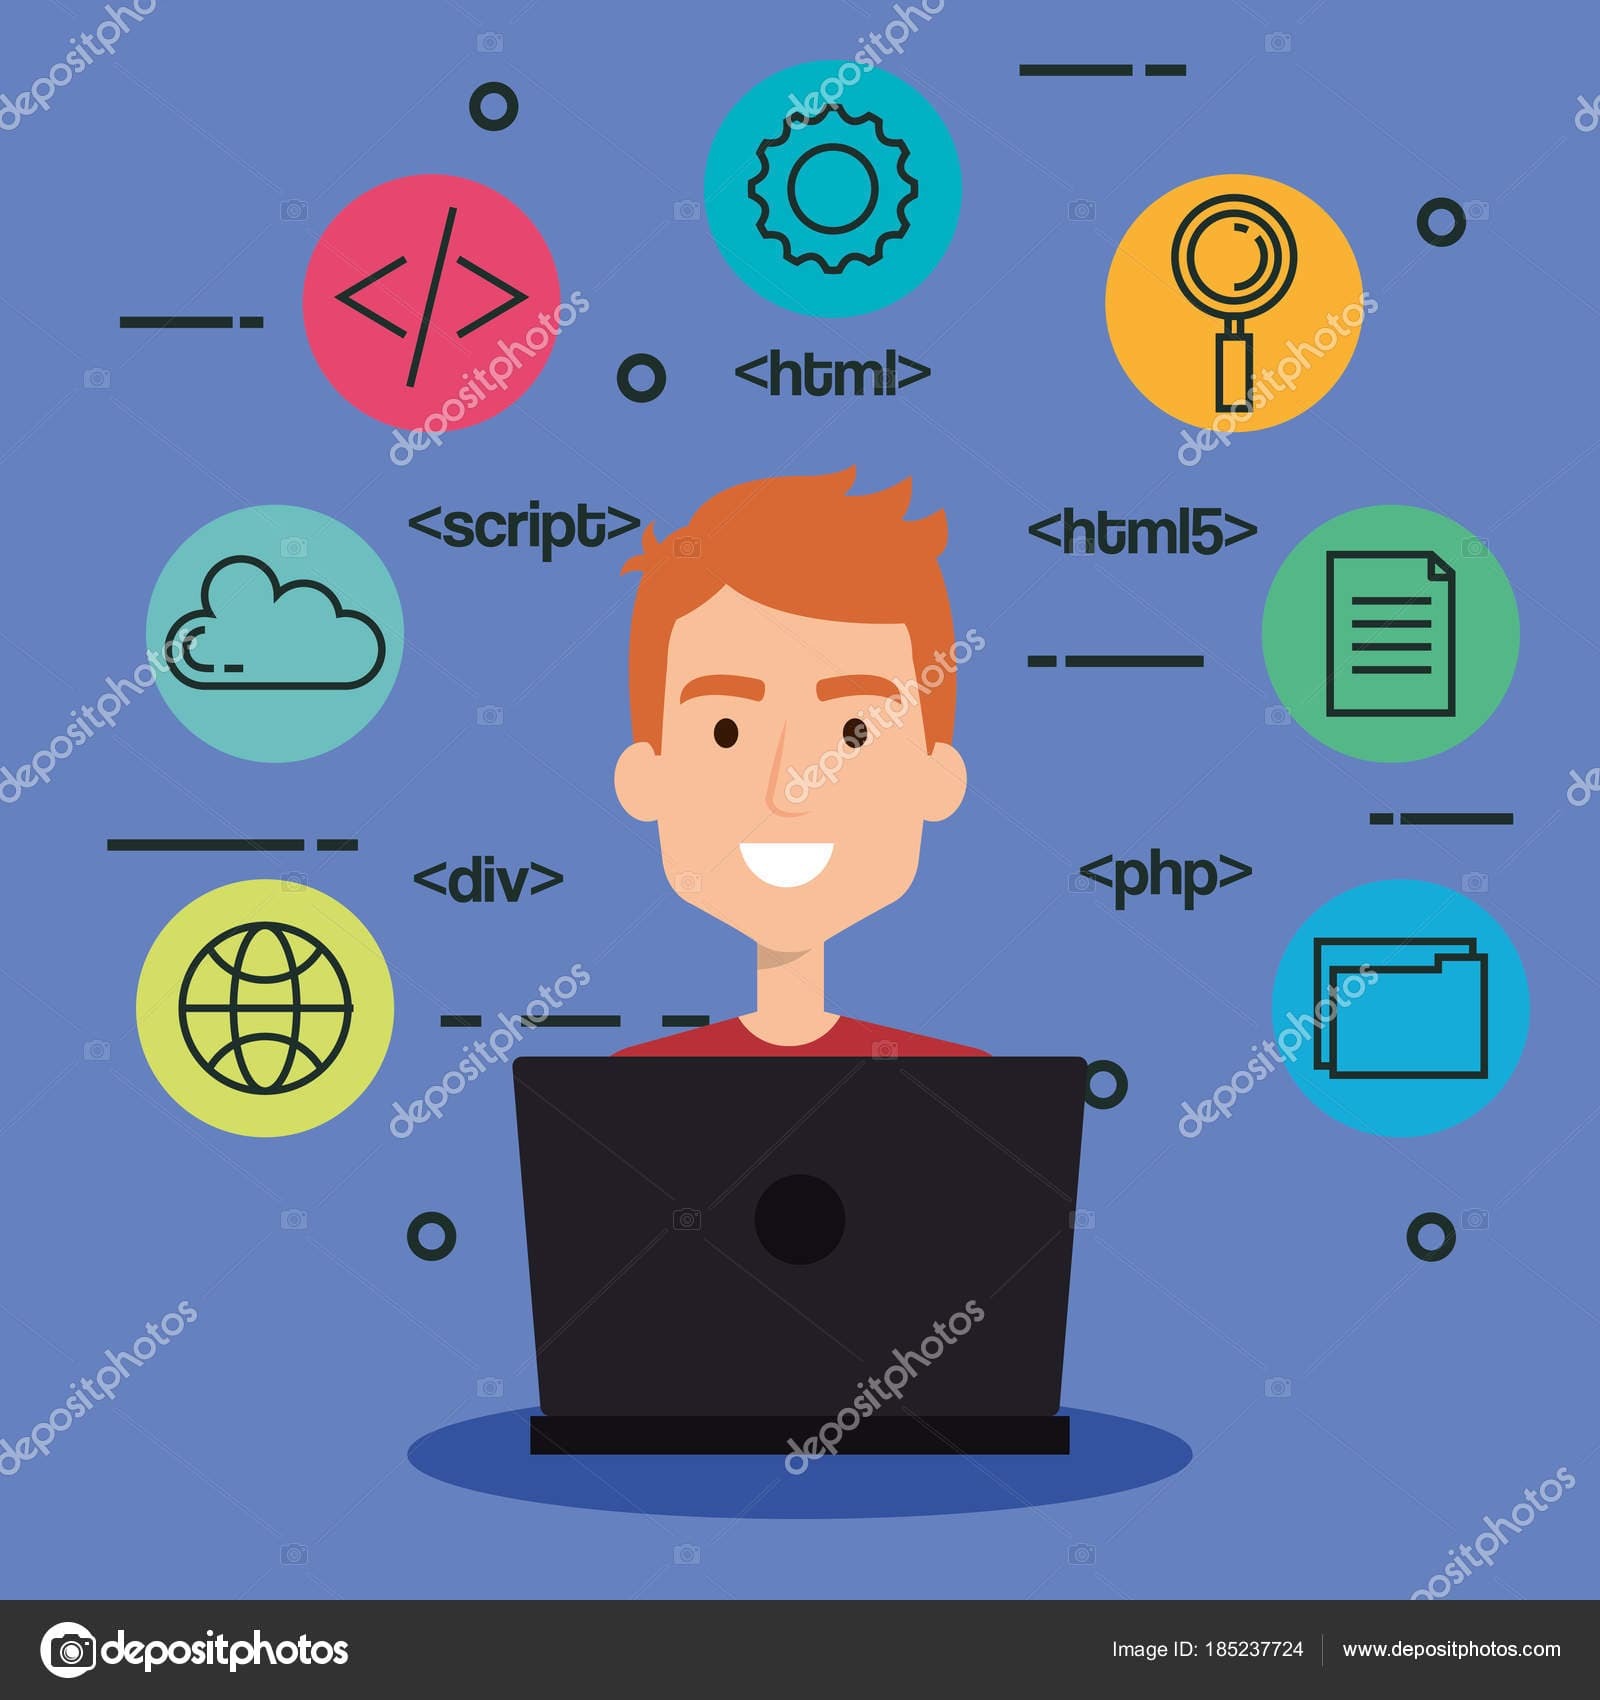 <html>
<script>
<html5>
<div>
<php>
depositphotos
Image ID: 185237724
www.depositphotos.com